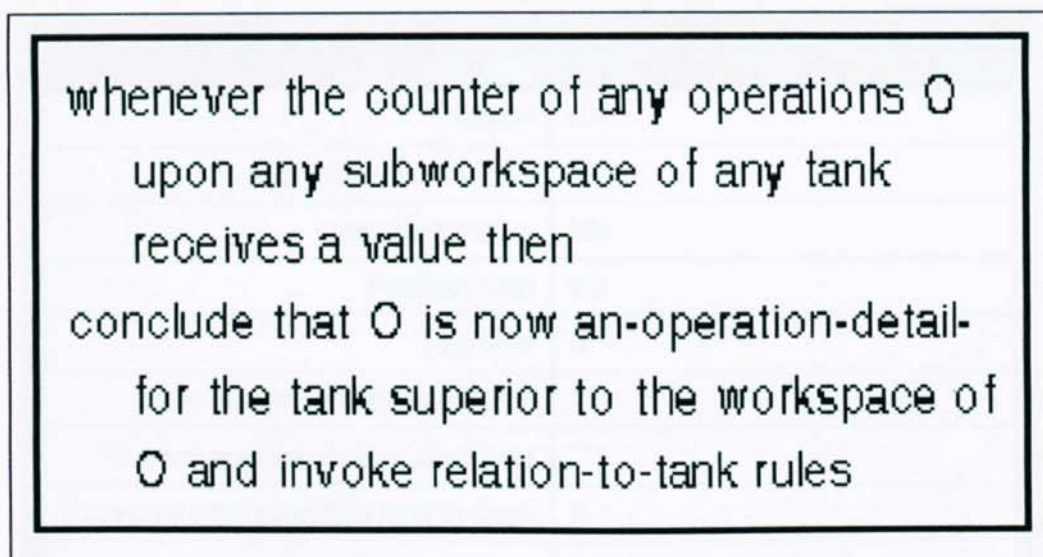 whenever the counter of any operations O
upon any subworkspace of any tank
receives a value then
conclude that O is now an-operation-detail-
for the tank superior to the workspace of
O and invoke relation-to-tank rules